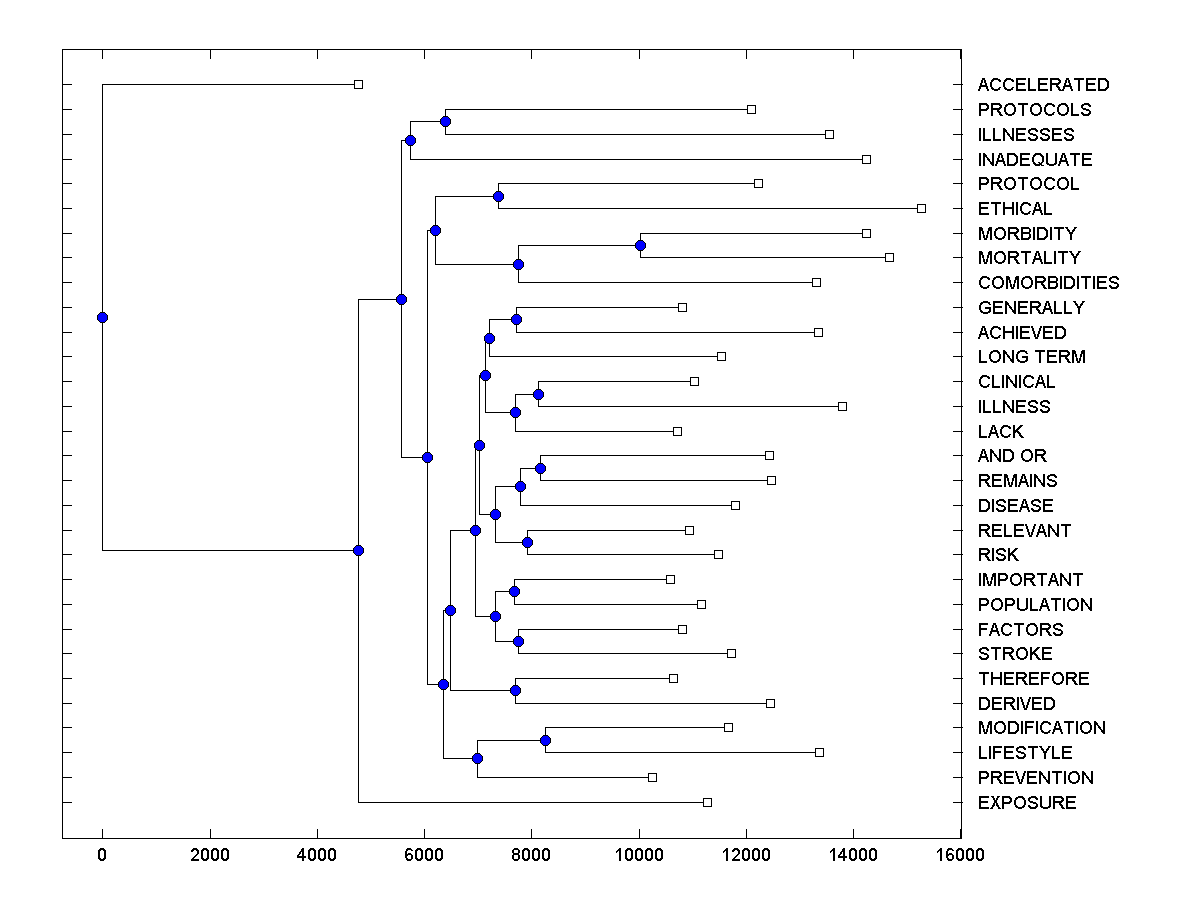 ACCELERATED
PROTOCOLS
ILLNESSES
INADEQUATE
PROTOCOL
ETHICAL
MORBIDITY
MORTALITY
COMORBIDITIES
GENERALLY
ACHIEVED
LONG TERM
CLINICAL
ILLNESS
LACK
AND OR
REMAINS
DISEASE
RELEVANT
RISK
IMPORTANT
POPULATION
FACTORS
STROKE
THEREFORE
DERIVED
MODIFICATION
LIFESTYLE
PREVENTION
EXPOSURE
0 2000 4000 6000 8000 10000 12000 14000 16000